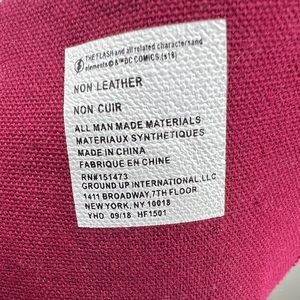 THE FLASH and all related charactersang
elements © & ™ DC COMICS. (s18)
NON LEATHER
NON CUIR
ALL MAN MADE MATERIALS
MATERIAUX SYNTHETIQUES
MADE IN CHINA
FABRIQUE EN CHINE
RN#151473
GROUND UP INTERNATIONAL, LLC
1411 BROADWAY, 7TH FLOOR
NEW YORK, NY 10018
YHD 09/18 HF1501